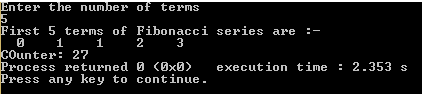 Enter the number of terms
5
First 5 terms of Fibonacci series are :-
0 1 1 2 3
COunter: 27
Process returned 0 (0x0) execution time : 2.353 s
Press any key to continue.